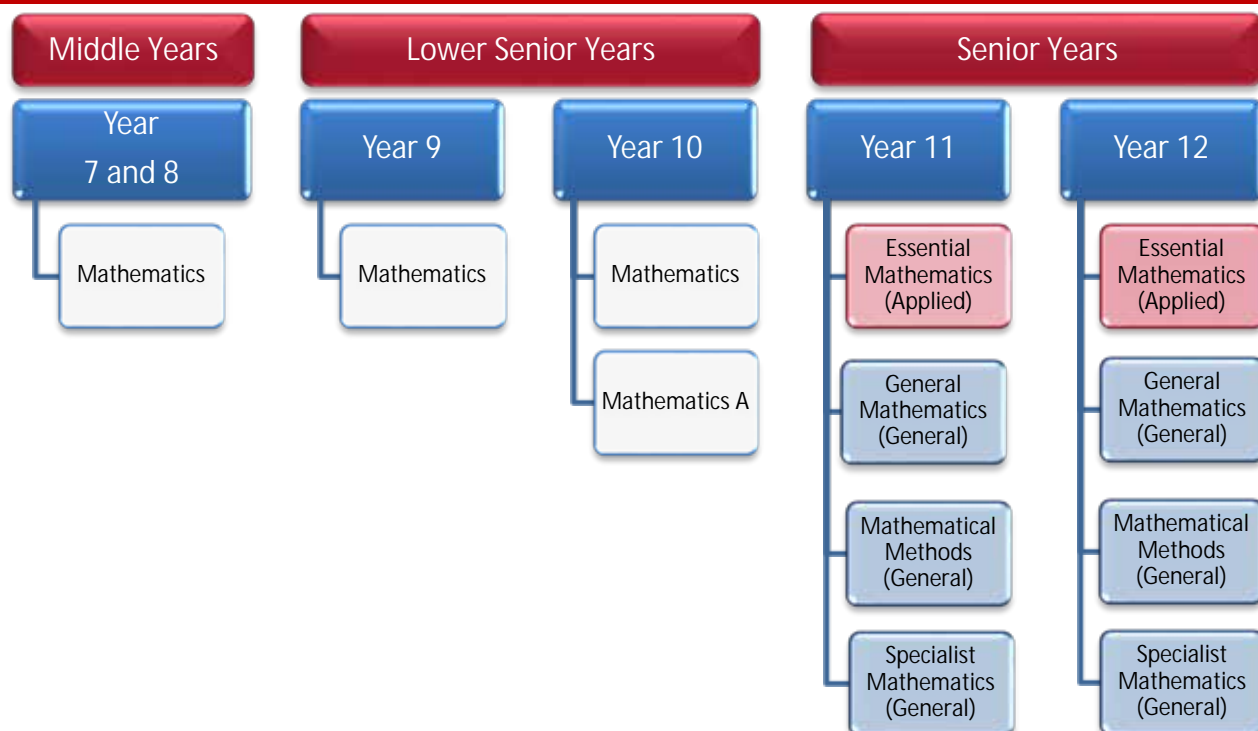 Middle Years
Lower Senior Years
Senior Years
Year
7 and 8
Year 9
Year 10
Year 11
Year 12
Mathematics
Mathematics
Mathematics
Mathematics A
Essential
Mathematics
(Applied)
General
Mathematics
(General)
Mathematical
Methods
(General)
Specialist
Mathematics
(General)
Essential
Mathematics
(Applied)
General
Mathematics
(General)
Mathematical
Methods
(General)
Specialist
Mathematics
(General)